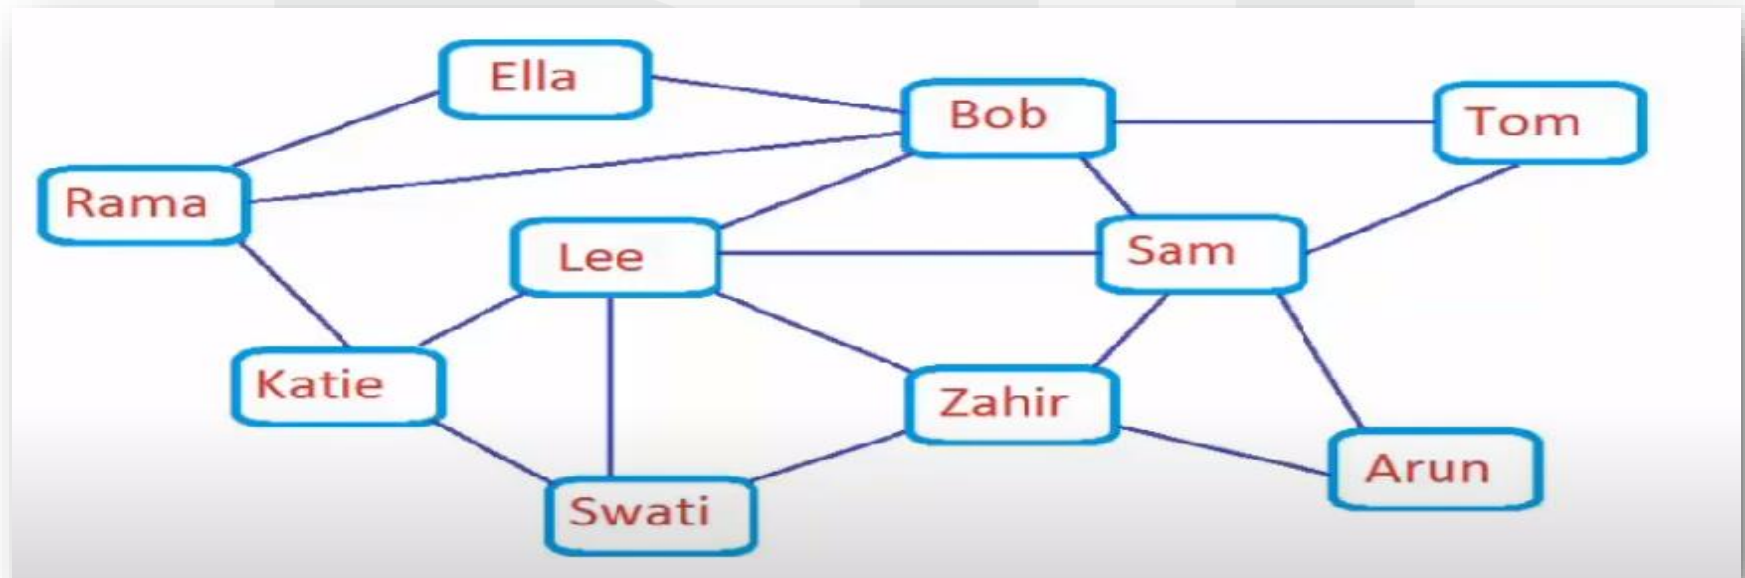 Ella
Bob
Tom
Rama
Lee
Sam
Katie
Zahir
Arun
Swati